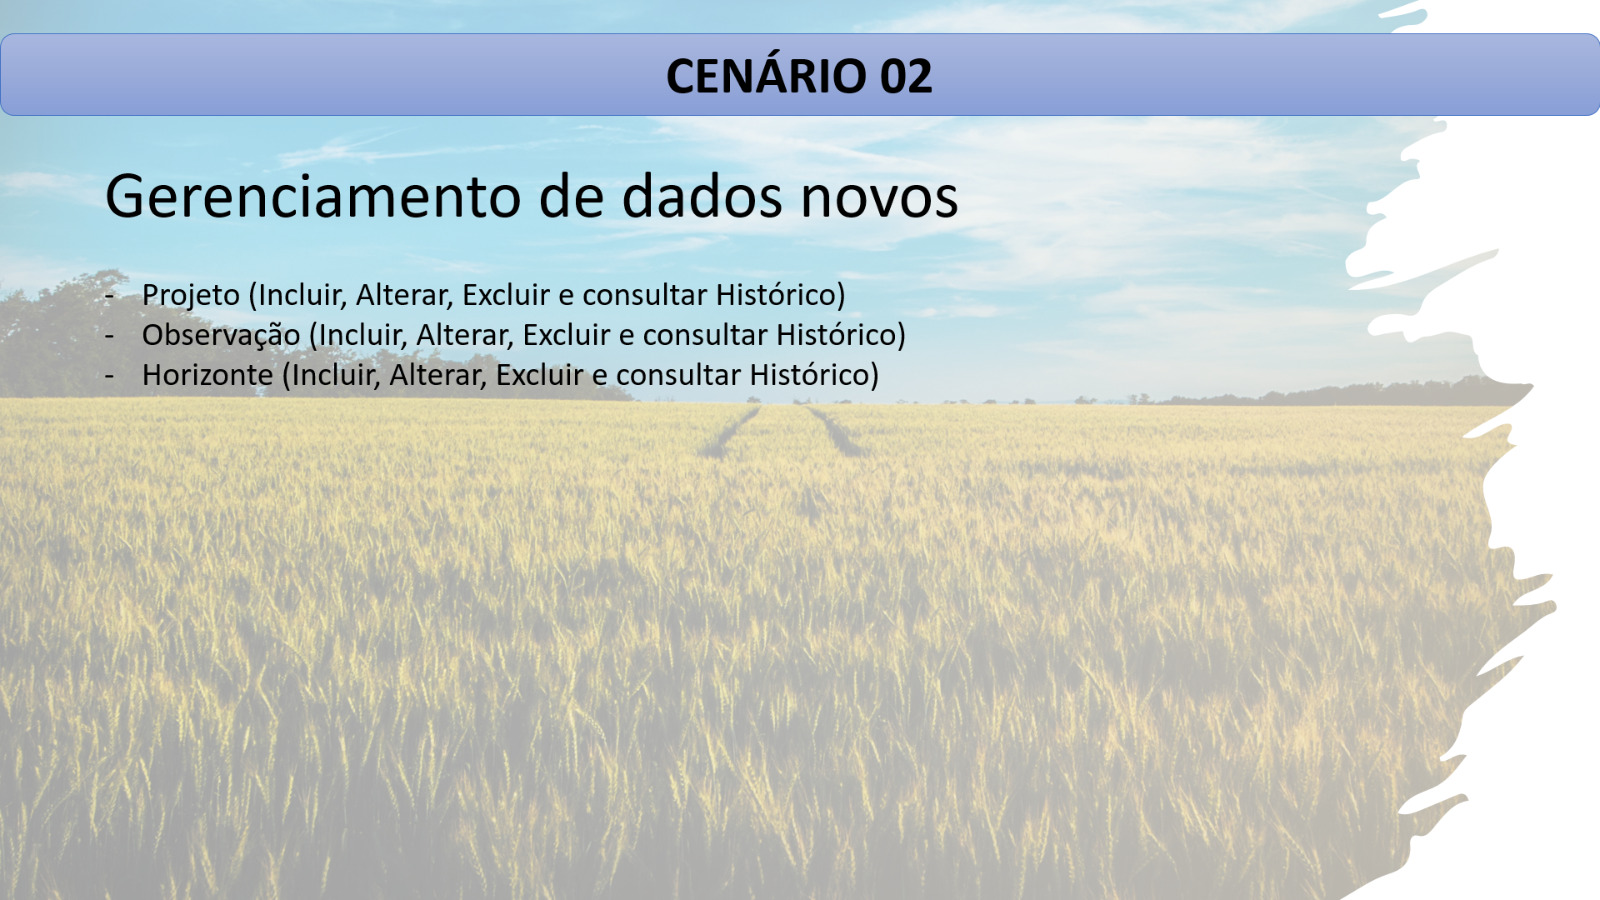 CENÁRIO 02
Gerenciamento de dados novos
- Projeto (Incluir, Alterar, Excluir e consultar Histórico)
- Observação (Incluir, Alterar, Excluir e consultar Histórico)
- Horizonte (Incluir, Alterar, Excluir e consultar Histórico)